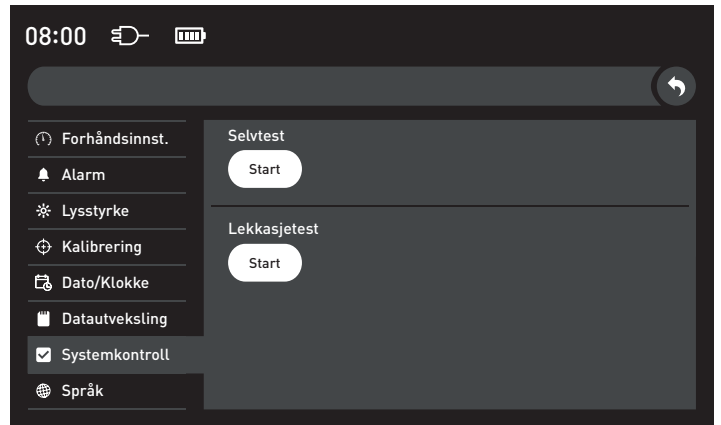 08:00
Forhåndsinnst.
Alarm
Lysstyrke
Kalibrering
Dato/Klokke
Datautveksling
Systemkontroll
Språk
Selvtest
Start
Lekkasjetest
Start